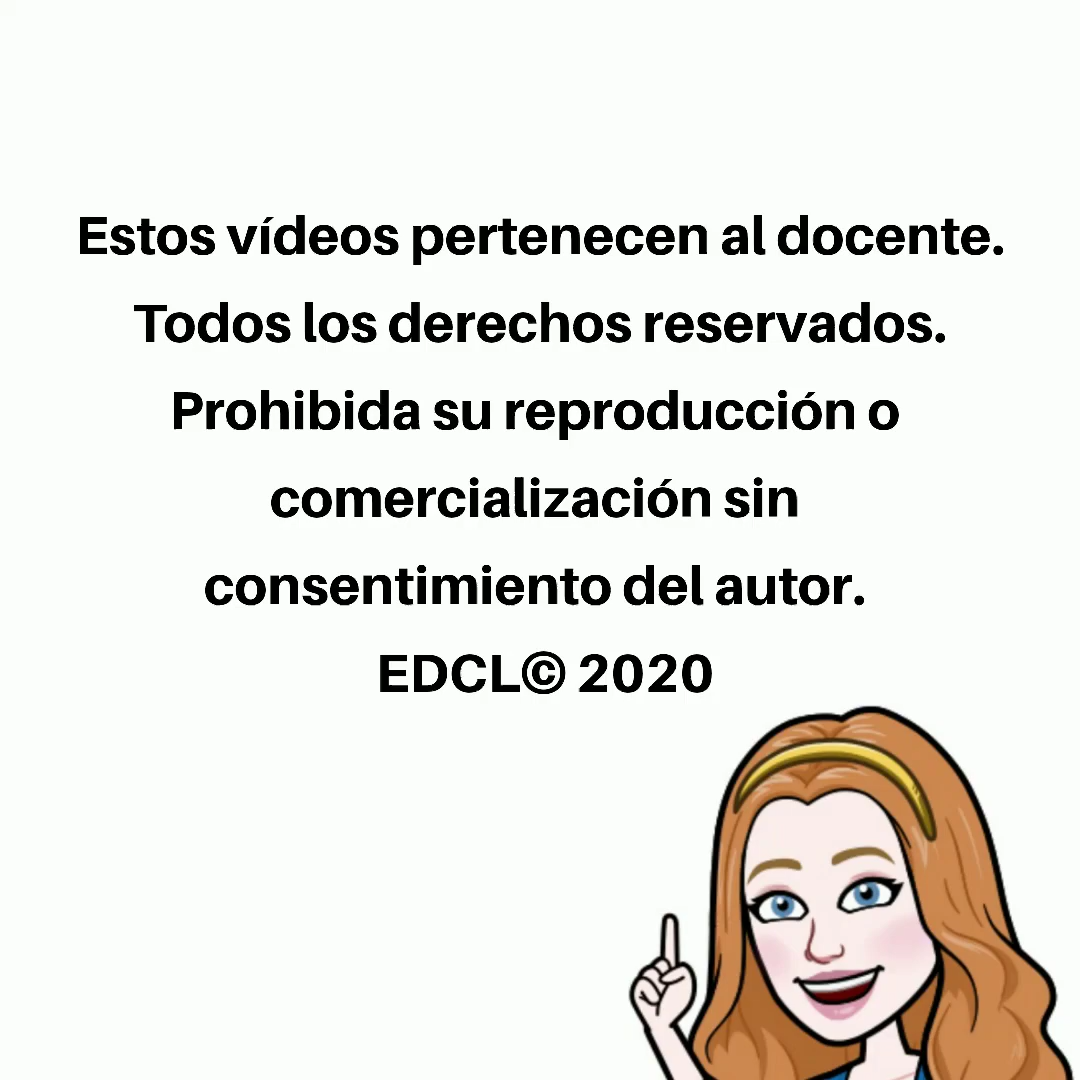 Estos vídeos pertenecen al docente.
Todos los derechos reservados.
Prohibida su reproducción o
comercialización sin
consentimiento del autor.
EDCL© 2020